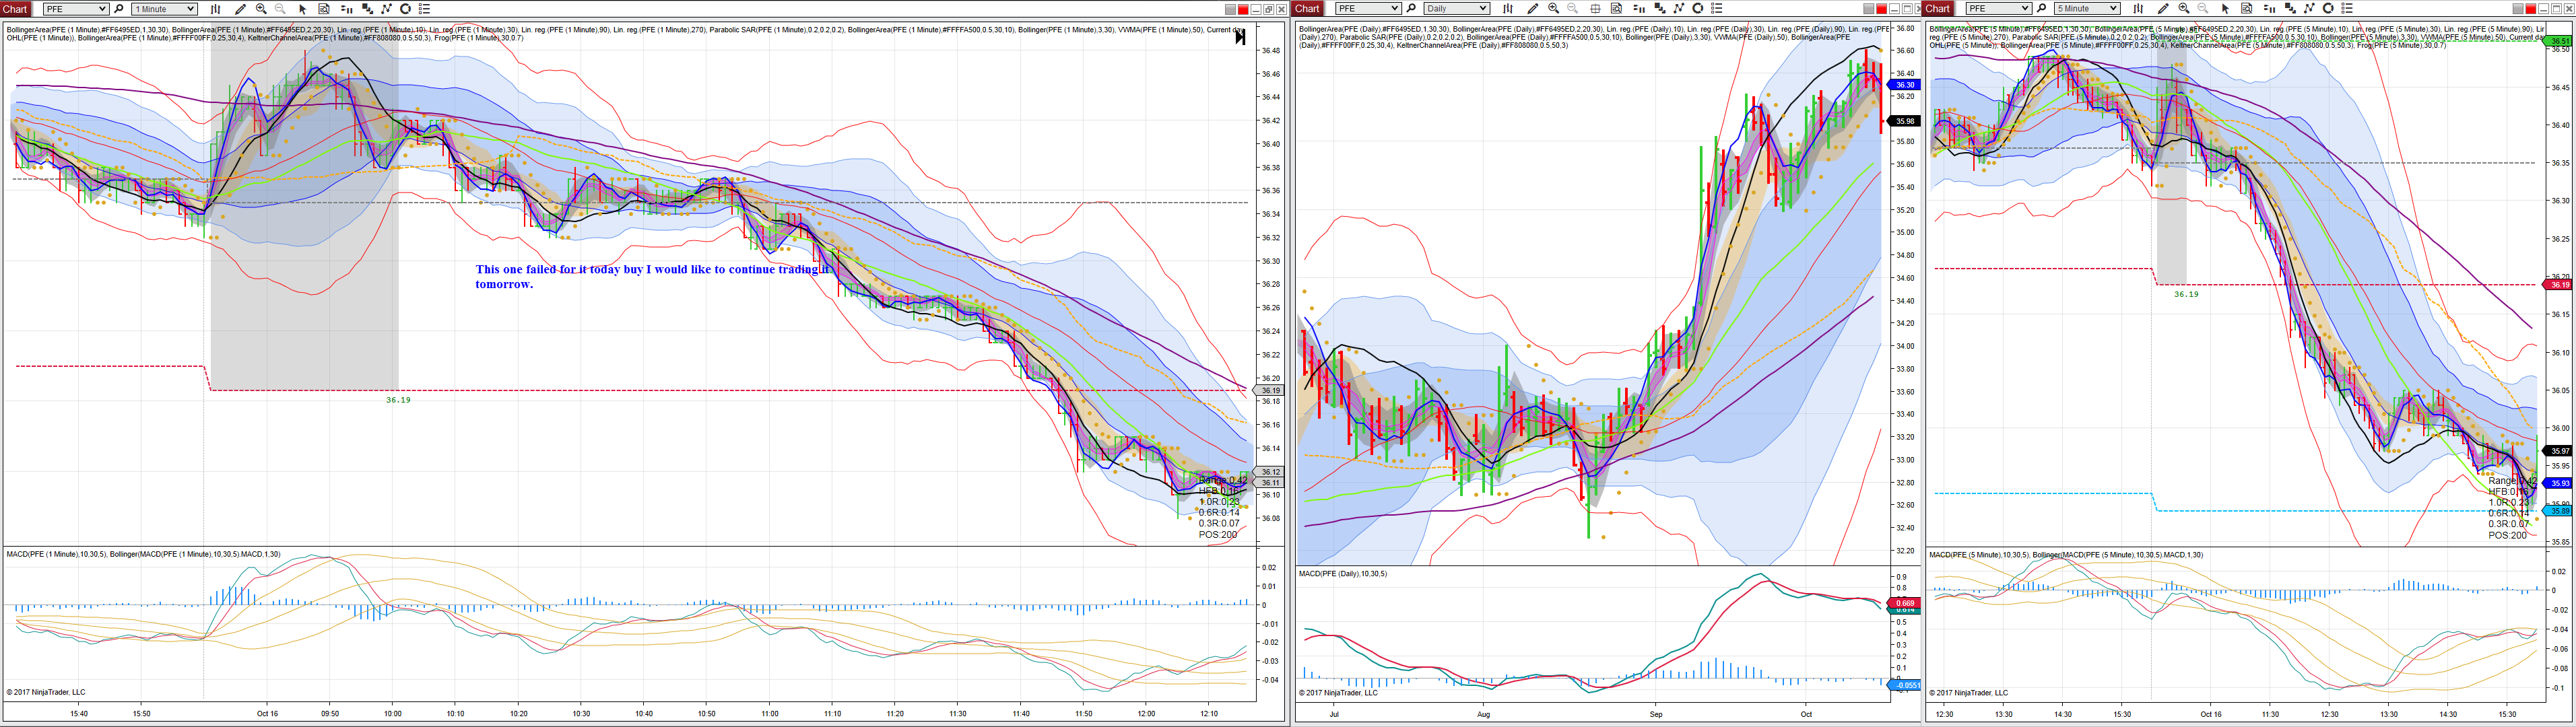 Chart PFE 1 Minute
BollingerArea(PFE (1 Minute),#FF6495ED,1,30,30), BollingerArea(PFE (1 Minute),#FF6495ED,2,20,30), Lin. reg.(PFE (1 Minute),10), Lin. reg.(PFE (1 Minute),30), Lin. reg.(PFE (1 Minute),90), Lin. reg.(PFE (1 Minute),270), Parabolic SAR(PFE (1 Minute),0.2,0.2,0.2), BollingerArea(PFE (1 Minute),#FFFFA500,0.5,30,10), Bollinger(PFE (1 Minute),3,30), VWMA(PFE (1 Minute),50), Current day
OHL(PFE (1 Minute)), BollingerArea(PFE (1 Minute),#FFFF00FF,0.25,30,4), KeltnerChannelArea(PFE (1 Minute),#FF808080,0.5,50,3), Frog(PFE (1 Minute),30,0.7)
36.48
36.46
36.44
36.42
36.40
36.38
36.36
36.34
36.32
36.30
36.28
36.26
36.24
36.22
36.20
36.19
36.18
36.16
36.14
36.12
36.11
36.10
36.08
This one failed for it today buy I would like to continue trading it
tomorrow.
36.19
Range:0.42
HFB:0.16
1.0R:0.23
0.6R:0.14
0.3R:0.07
POS:200
MACD(PFE (1 Minute),10,30,5), Bollinger(MACD(PFE (1 Minute),10,30,5).MACD,1,30)
0.02
0.01
0
-0.01
-0.02
-0.03
-0.04
© 2017 NinjaTrader, LLC
15:40 15:50 Oct 16 09:50 10:00 10:10 10:20 10:30 10:40 10:50 11:00 11:10 11:20 11:30 11:40 11:50 12:00 12:10
Chart PFE Daily
BollingerArea(PFE (Daily),#FF6495ED,1,30,30), BollingerArea(PFE (Daily),#FF6495ED,2,20,30), Lin. reg.(PFE (Daily),10), Lin. reg.(PFE (Daily),30), Lin. reg.(PFE (Daily),90), Lin. reg.(PFE
(Daily),270), Parabolic SAR(PFE (Daily),0.2,0.2,0.2), BollingerArea(PFE (Daily),#FFFFA500,0.5,30,10), Bollinger(PFE (Daily),3,30), VWMA(PFE (Daily),50), BollingerArea(PFE
(Daily),#FFFF00FF,0.25,30,4), KeltnerChannelArea(PFE (Daily),#FF808080,0.5,50,3)
36.80
36.60
36.40
36.30
36.20
35.98
35.80
35.60
35.40
35.20
35.00
34.80
34.60
34.40
34.20
34.00
33.80
33.60
33.40
33.20
33.00
32.80
32.60
32.40
32.20
MACD(PFE (Daily),10,30,5)
0.9
0.8
0.669
0.614
0.5
0.4
0.3
0.2
0.1
-0.0551
© 2017 NinjaTrader, LLC
Jul Aug Sep Oct
Chart PFE 5 Minute
BollingerArea(PFE (5 Minute),#FF6495ED,1,30,30), BollingerArea(PFE (5 Minute),#FF6495ED,2,20,30), Lin. reg.(PFE (5 Minute),10), Lin. reg.(PFE (5 Minute),30), Lin. reg.(PFE (5 Minute),90), Lin
reg.(PFE (5 Minute),270), Parabolic SAR(PFE (5 Minute),0.2,0.2,0.2), BollingerArea(PFE (5 Minute),#FFFFA500,0.5,30,10), Bollinger(PFE (5 Minute),3,30), VWMA(PFE (5 Minute),50), Current day
OHL(PFE (5 Minute)), BollingerArea(PFE (5 Minute),#FFFF00FF,0.25,30,4), KeltnerChannelArea(PFE (5 Minute),#FF808080,0.5,50,3), Frog(PFE (5 Minute),30,0.7)
36.51
36.50
36.45
36.40
36.35
36.30
36.25
36.20
36.19
36.15
36.10
36.05
36.00
35.97
35.95
35.93
35.90
35.89
35.85
36.19
Range:0.42
HFB:0.16
1.0R:0.23
0.6R:0.14
0.3R:0.07
POS:200
MACD(PFE (5 Minute),10,30,5), Bollinger(MACD(PFE (5 Minute),10,30,5).MACD,1,30)
0.02
0
-0.02
-0.04
-0.06
-0.08
-0.1
© 2017 NinjaTrader, LLC
12:30 13:30 14:30 15:30 Oct 16 11:30 12:30 13:30 14:30 15:30